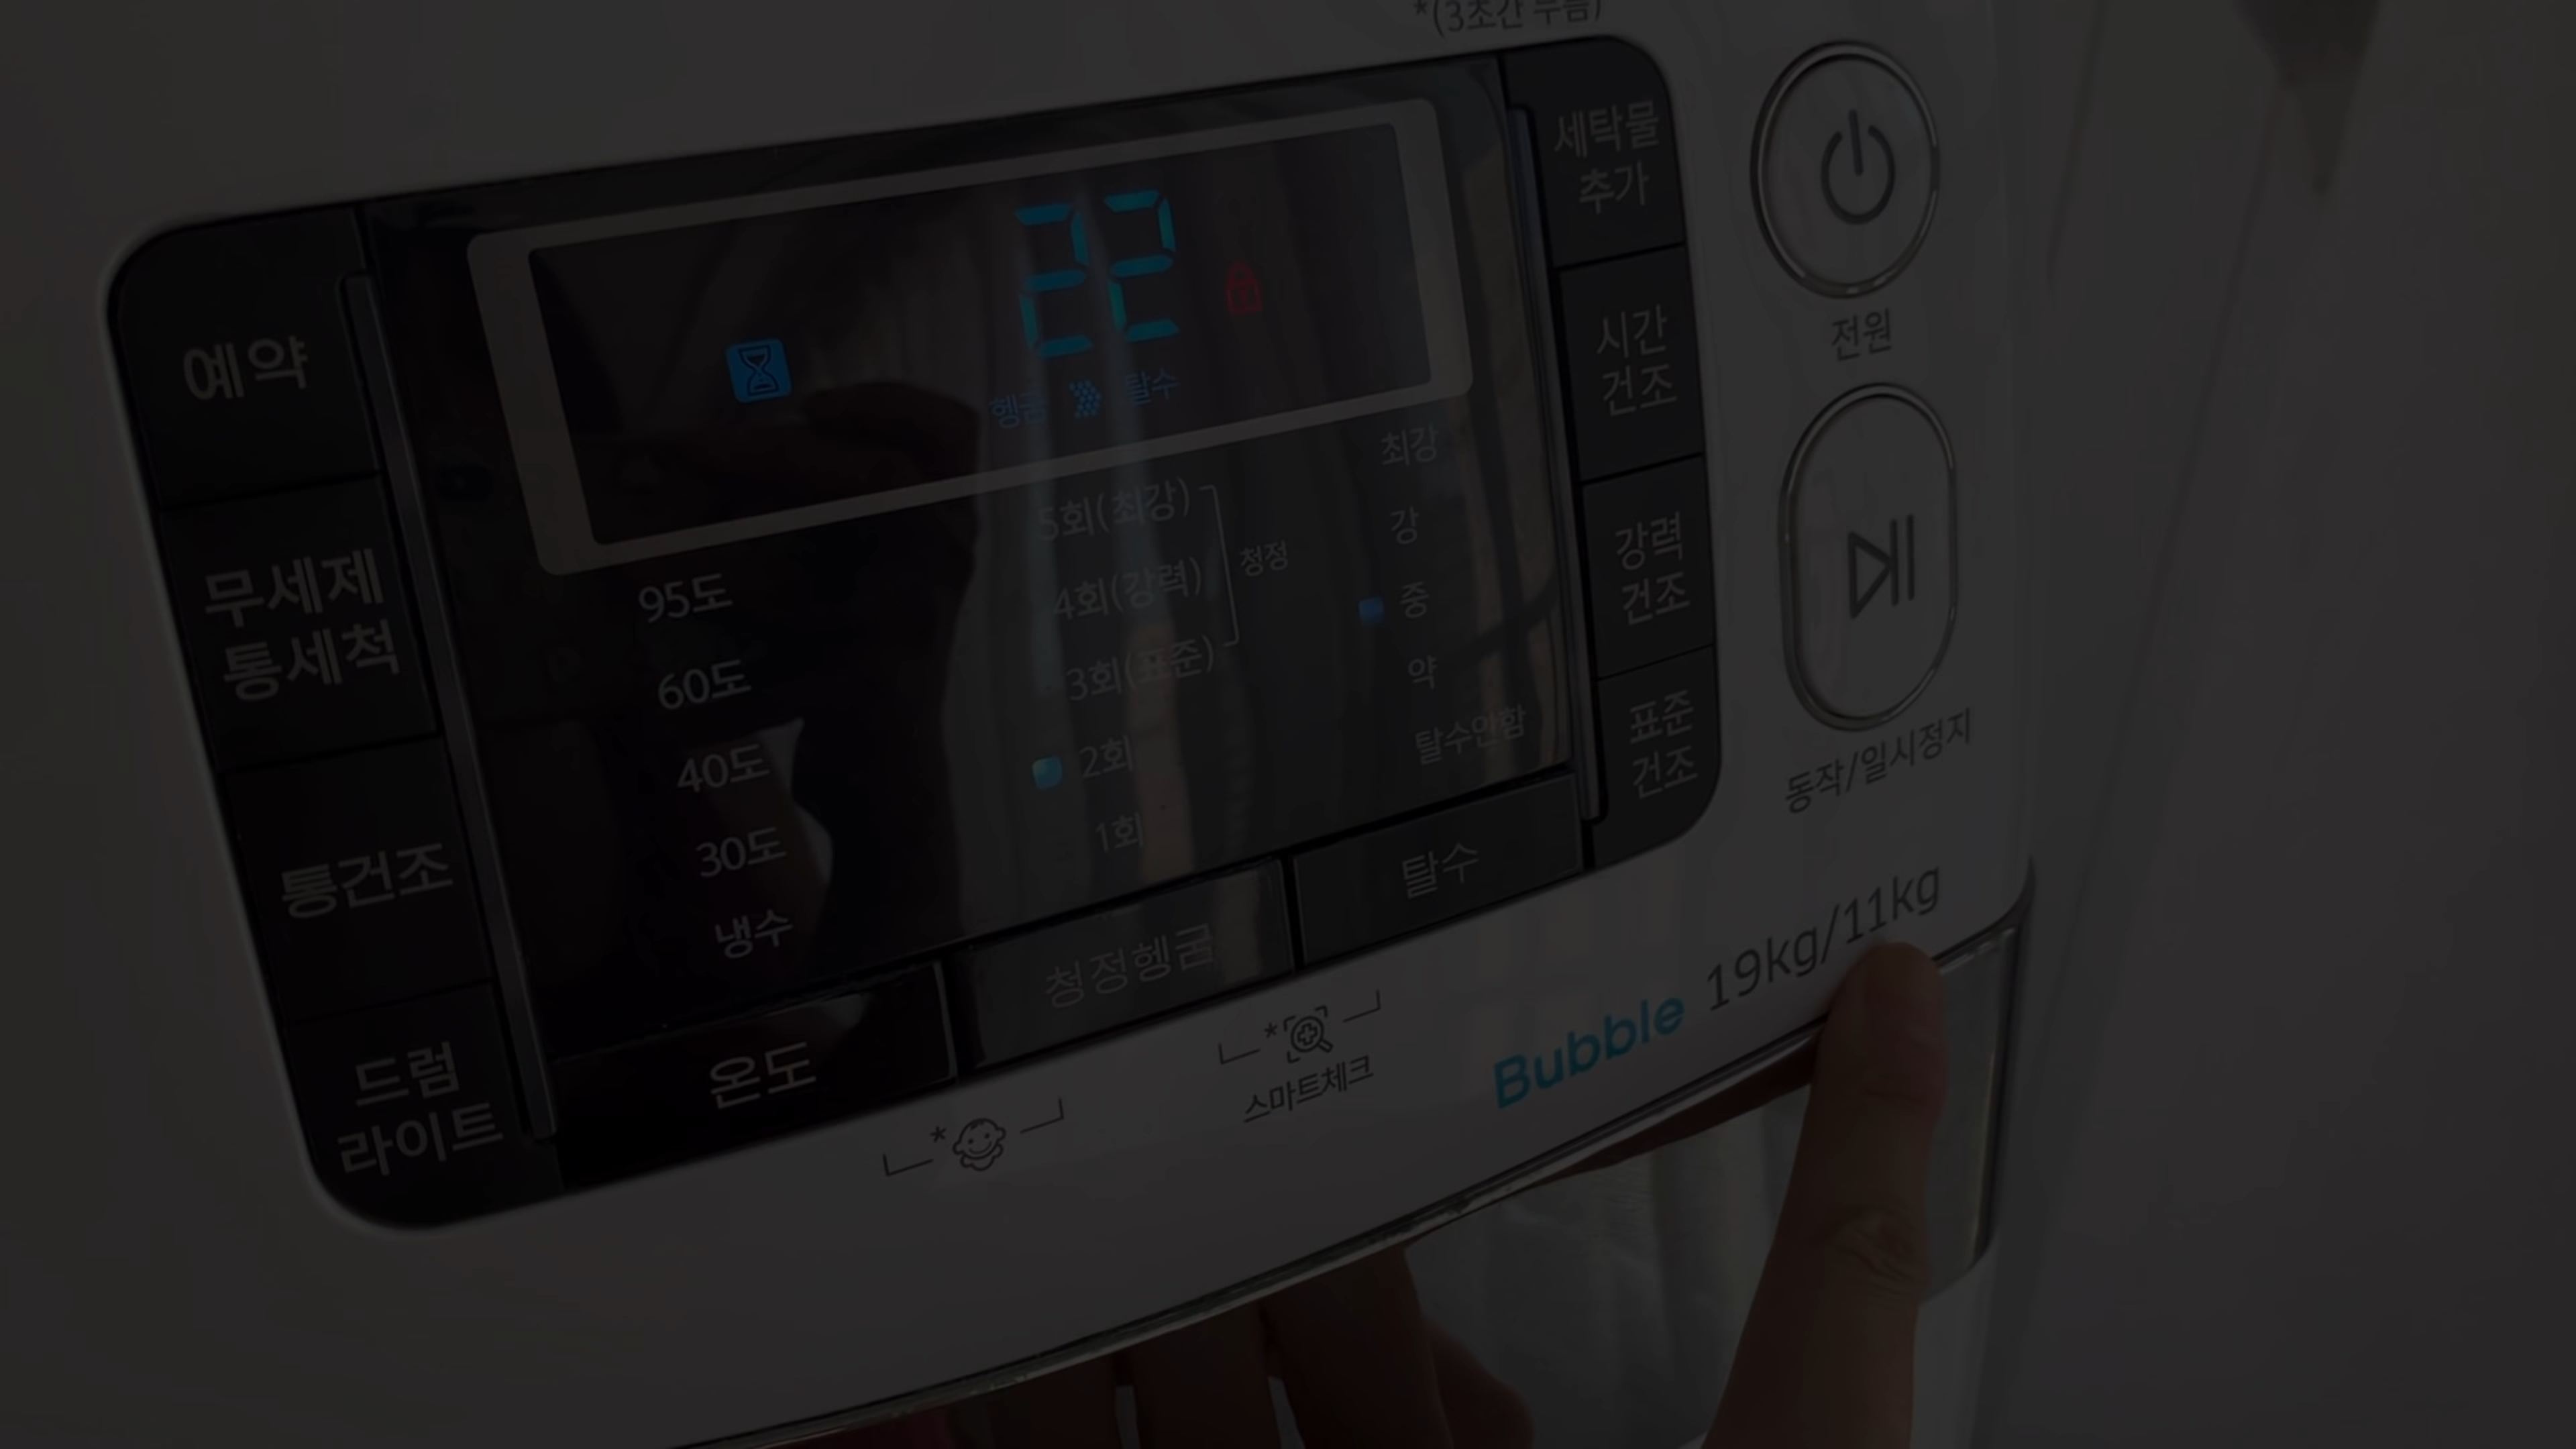 *(3초간 누름)
세탁물
추가
전원
22
헹굼 탈수
예약
시간
건조
최강
5회(최강)
강
청정
4회(강력)
강력
건조
95도
중
무세제
통세척
3회(표준)
약
60도
표준
건조
2회
탈수안함
40도
동작/일시정지
1회
30도
탈수
통건조
냉수
청정헹굼
19kg/11kg
Bubble
온도
*
스마트체크
드럼
라이트
*